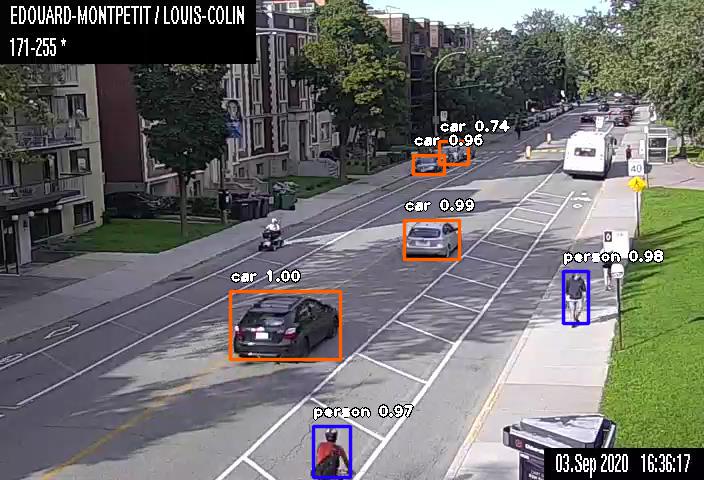 EDOUARD-MONTPETIT / LOUIS-COLIN
171-255 *
car 0.74
car 0.96
40
car 0.99
person 0.98
car 1.00
person 0.97
03.Sep 2020 16:36:17